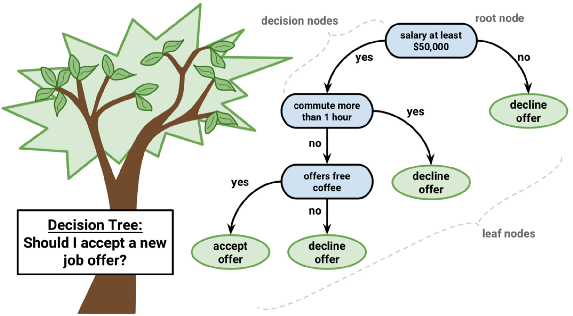 decision nodes
root node
salary at least
$50,000
yes
no
commute more
than 1 hour
decline
offer
yes
no
offers free
coffee
decline
offer
yes
no
Decision Tree:
Should I accept a new
job offer?
accept
offer
decline
offer
leaf nodes